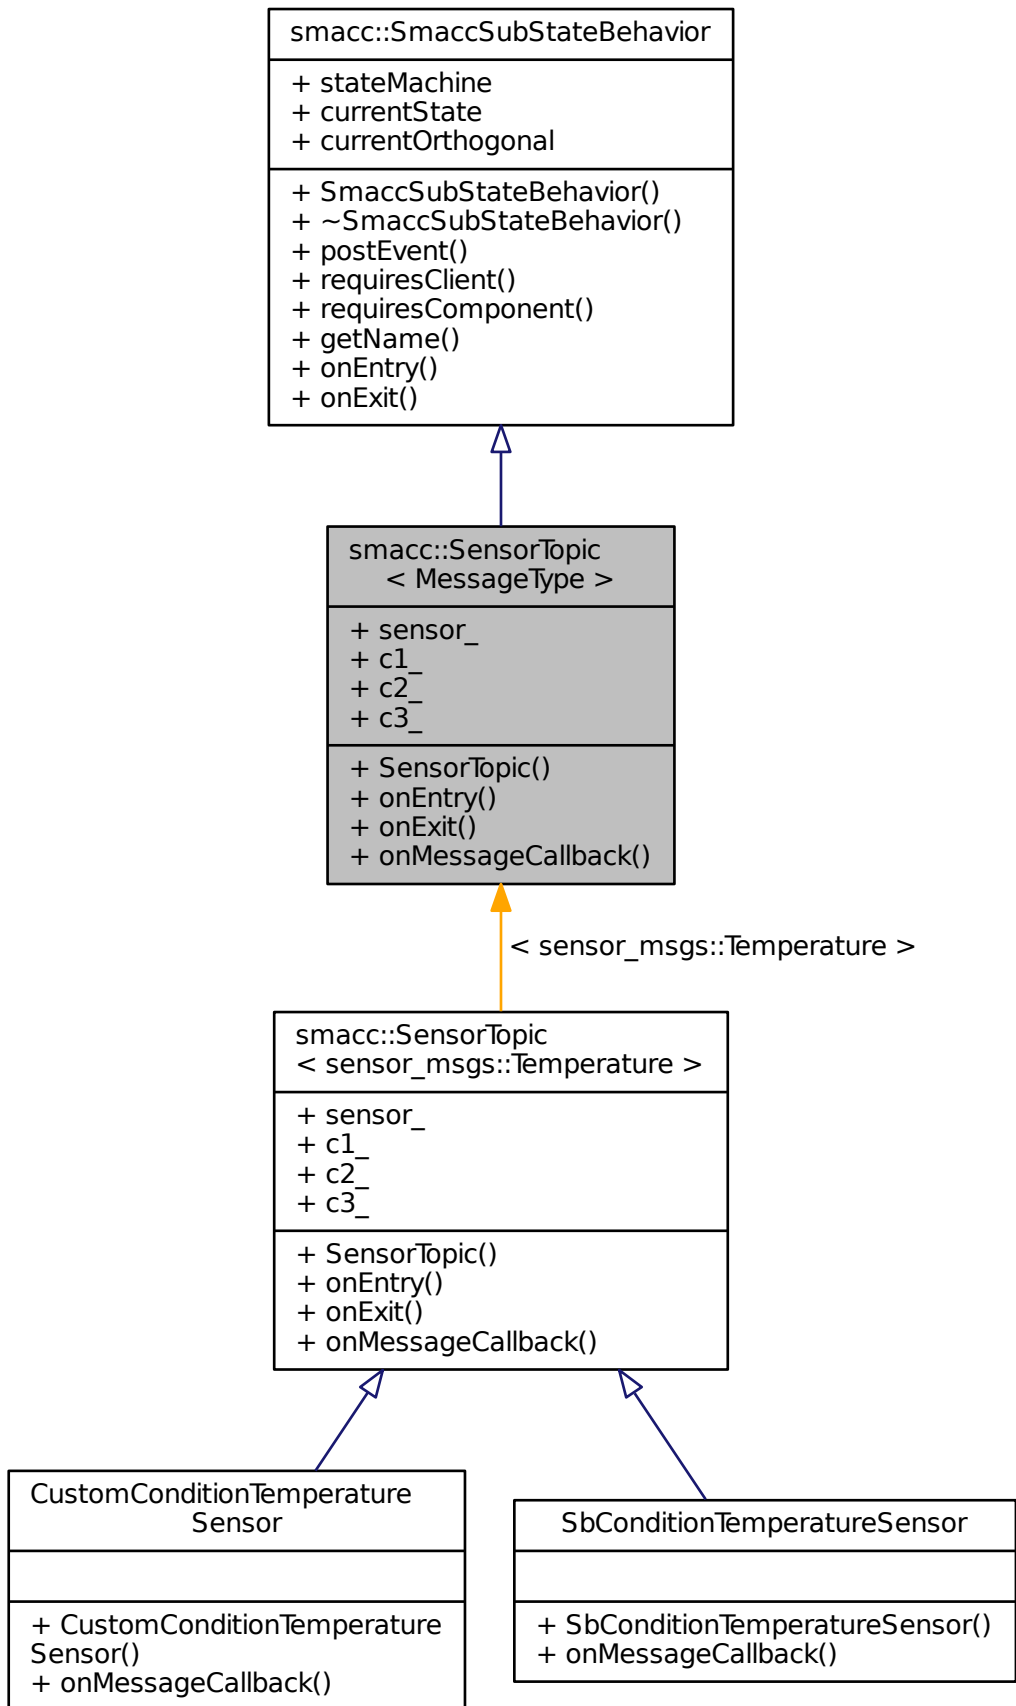 smacc::SmaccSubStateBehavior
+ stateMachine
+ currentState
+ currentOrthogonal
+ SmaccSubStateBehavior()
+ ~SmaccSubStateBehavior()
+ postEvent()
+ requiresClient()
+ requiresComponent()
+ getName()
+ onEntry()
+ onExit()
smacc::SensorTopic
< MessageType >
+ sensor_
+ c1_
+ c2_
+ c3_
+ SensorTopic()
+ onEntry()
+ onExit()
+ onMessageCallback()
< sensor_msgs::Temperature >
smacc::SensorTopic
< sensor_msgs::Temperature >
+ sensor_
+ c1_
+ c2_
+ c3_
+ SensorTopic()
+ onEntry()
+ onExit()
+ onMessageCallback()
CustomConditionTemperature
Sensor
+ CustomConditionTemperature
Sensor()
+ onMessageCallback()
SbConditionTemperatureSensor
+ SbConditionTemperatureSensor()
+ onMessageCallback()